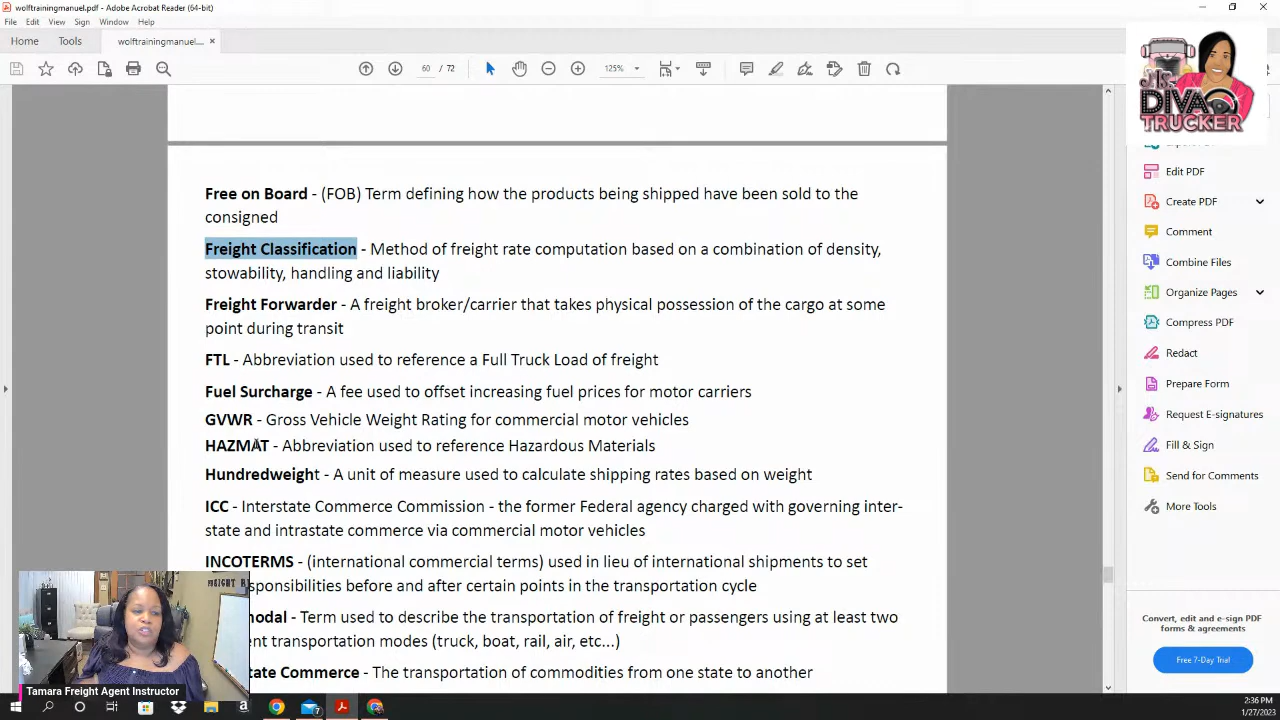 wolftrainingmanuel.pdf - Adobe Acrobat Reader (64-bit)
File Edit View Sign Window Help
Home Tools wolftrainingmanuel.... ×
60 / 125%
Ms.
DIVA
TRUCKER
Free on Board - (FOB) Term defining how the products being shipped have been sold to the
consigned
Freight Classification - Method of freight rate computation based on a combination of density,
stowability, handling and liability
Freight Forwarder - A freight broker/carrier that takes physical possession of the cargo at some
point during transit
FTL - Abbreviation used to reference a Full Truck Load of freight
Fuel Surcharge - A fee used to offset increasing fuel prices for motor carriers
GVWR - Gross Vehicle Weight Rating for commercial motor vehicles
HAZMAT - Abbreviation used to reference Hazardous Materials
Hundredweight - A unit of measure used to calculate shipping rates based on weight
ICC - Interstate Commerce Commission - the former Federal agency charged with governing inter-
state and intrastate commerce via commercial motor vehicles
INCOTERMS - (international commercial terms) used in lieu of international shipments to set
sponsibilities before and after certain points in the transportation cycle
modal - Term used to describe the transportation of freight or passengers using at least two
ent transportation modes (truck, boat, rail, air, etc...)
tate Commerce - The transportation of commodities from one state to another
Edit PDF
Create PDF
Comment
Combine Files
Organize Pages
Compress PDF
Redact
Prepare Form
Request E-signatures
Fill & Sign
Send for Comments
More Tools
Convert, edit and e-sign PDF
forms & agreements
Free 7-Day Trial
Tamara Freight Agent Instructor
7
2:36 PM
1/27/2023